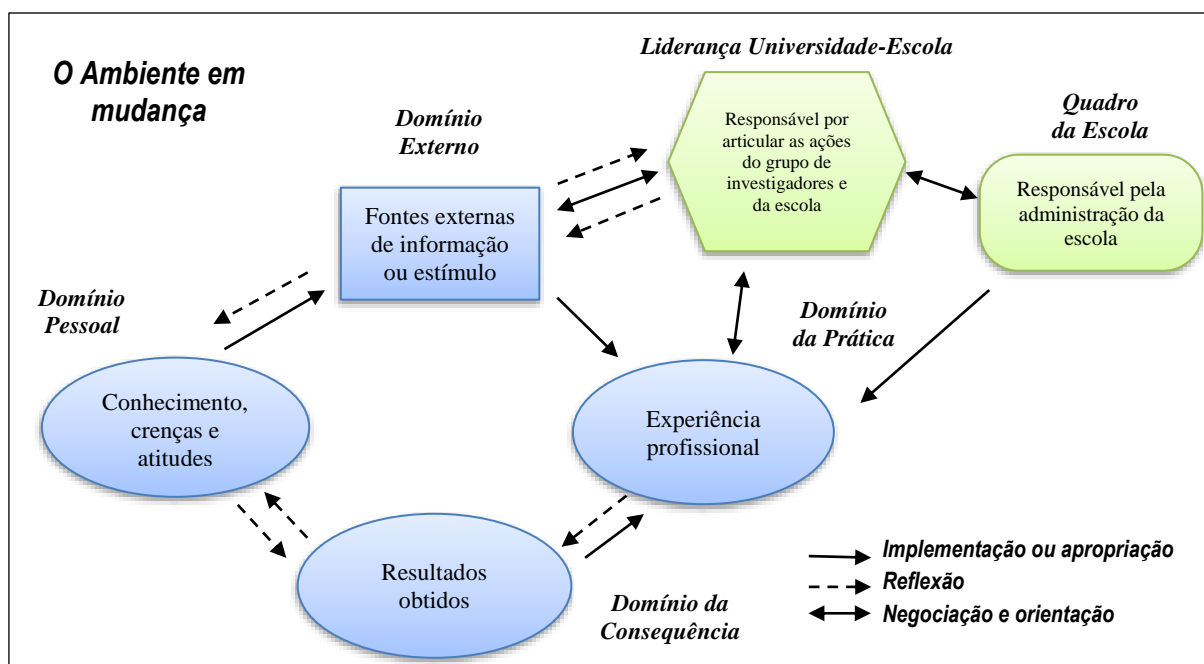 O Ambiente em
mudança
Liderança Universidade-Escola
Domínio
Externo
Responsável por
articular as ações
do grupo de
investigadores e
da escola
Quadro
da Escola
Responsável pela
administração da
escola
Fontes externas
de informação
ou estímulo
Domínio
Pessoal
Domínio
da Prática
Conhecimento,
crenças e
atitudes
Experiência
profissional
Resultados
obtidos
Domínio da
Consequência
Implementação ou apropriação
Reflexão
Negociação e orientação